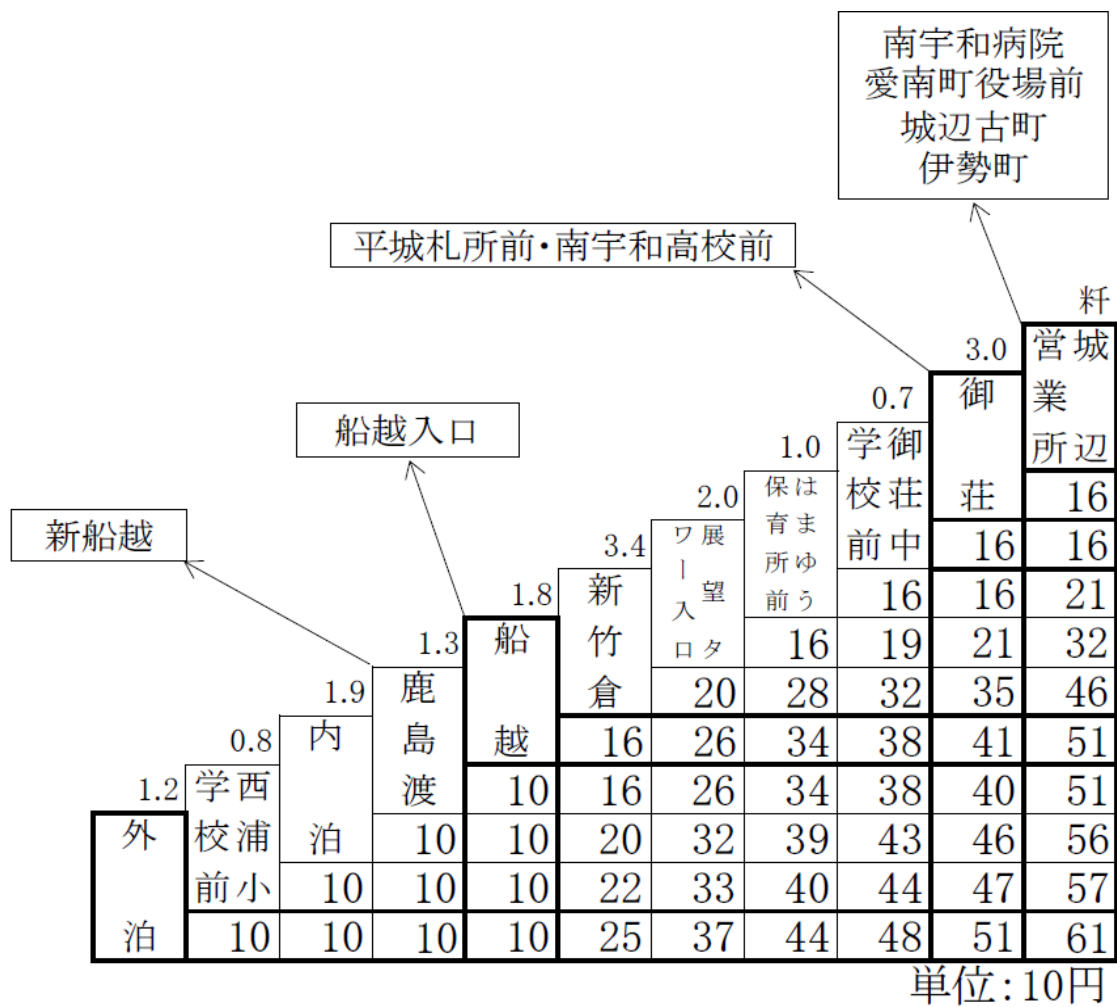 南宇和病院
愛南町役場前
城辺古町
伊勢町
平城札所前・南宇和高校前
船越入口
新船越
粁
3.0
0.7
1.0
2.0
3.4
1.8
1.3
1.9
0.8
1.2
城辺営業所
御荘
御荘中学校前
はまゆう保育所前
展望タワー入口
新竹倉
船越
鹿島渡
内泊
西浦小学校前
外泊
16
16 16
16 16 21
16 19 21 32
20 28 32 35 46
16 26 34 38 41 51
10 16 26 34 38 40 51
10 10 20 32 39 43 46 56
10 10 10 22 33 40 44 47 57
10 10 10 10 25 37 44 48 51 61
単位:10円